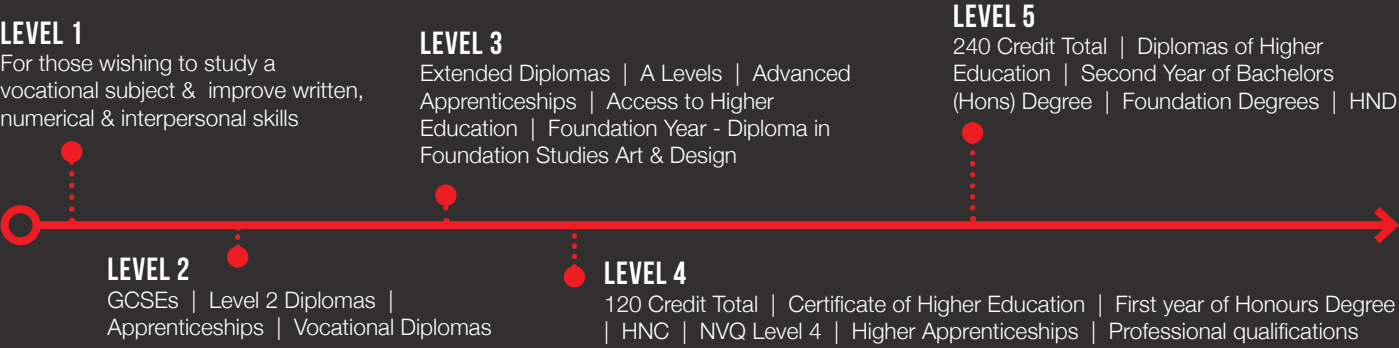 LEVEL 1
For those wishing to study a
vocational subject & improve written,
numerical & interpersonal skills
LEVEL 2
GCSEs | Level 2 Diplomas |
Apprenticeships | Vocational Diplomas
LEVEL 3
Extended Diplomas | A Levels | Advanced
Apprenticeships | Access to Higher
Education | Foundation Year - Diploma in
Foundation Studies Art & Design
LEVEL 4
120 Credit Total | Certificate of Higher Education | First year of Honours Degree
| HNC | NVQ Level 4 | Higher Apprenticeships | Professional qualifications
LEVEL 5
240 Credit Total | Diplomas of Higher
Education | Second Year of Bachelors
(Hons) Degree | Foundation Degrees | HND